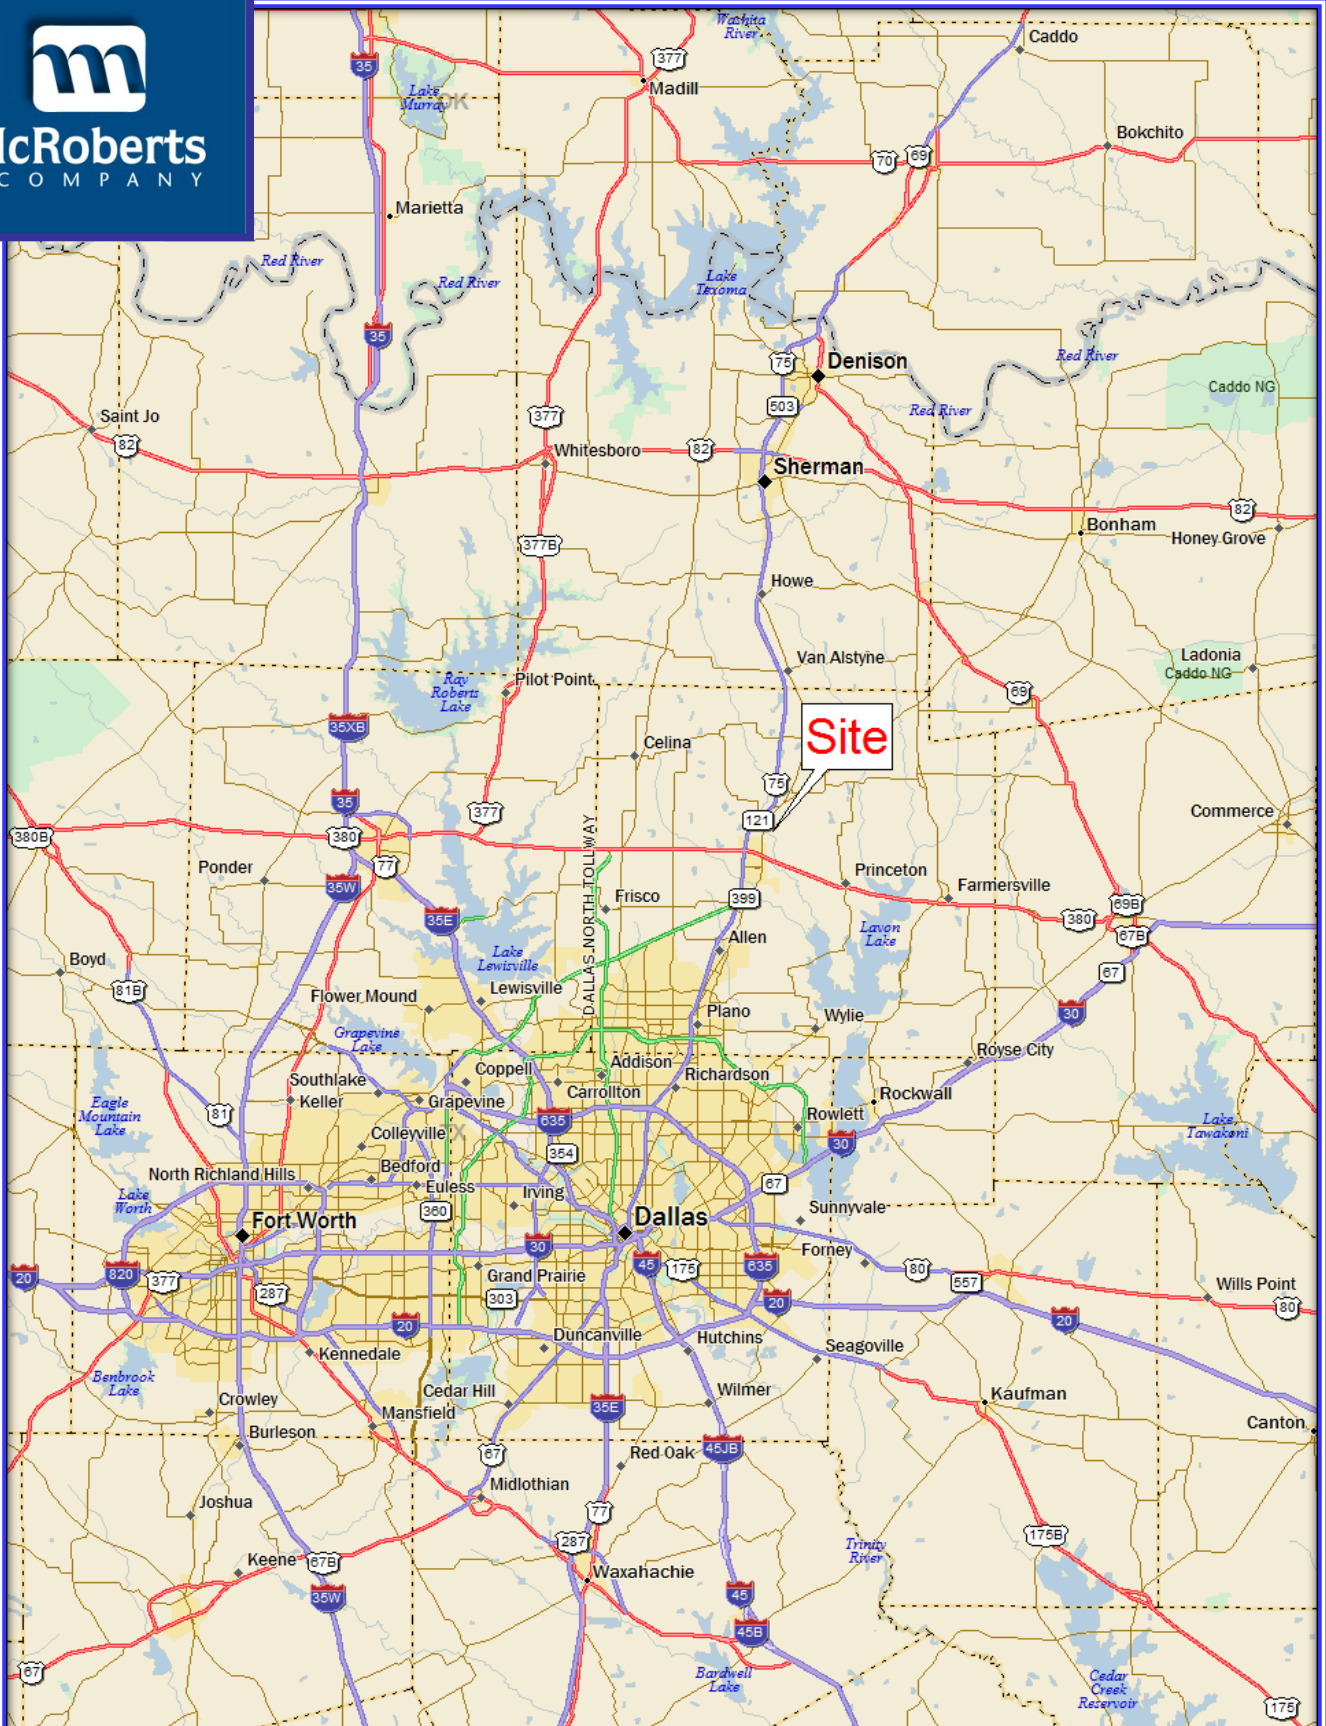 Washita
River
Caddo
35
377
Madill
Lake
Murray
OK
Bokchito
70
69
cRoberts
COMPANY
Marietta
Red River
Red River
Lake
Texoma
35
75
Denison
Red River
Caddo NG
503
Red River
Saint Jo
82
377
Whitesboro
82
Sherman
82
Bonham
Honey Grove
377B
Howe
Van Alstyne
Ladonia
Caddo NG
Ray
Roberts
Lake
Pilot Point
69
35XB
Site
Celina
75
35
377
121
Commerce
380B
380
DALLAS NORTH TOLLWAY
Ponder
77
35W
Princeton
Farmersville
Frisco
399
69B
380
67B
35E
Allen
Lavon
Lake
Boyd
Lake
Lewisville
67
81B
Lewisville
Flower Mound
Plano
Wylie
30
Grapevine
Lake
Royse City
Addison
Coppell
Richardson
Southlake
Keller
Carrollton
Rockwall
Grapevine
Eagle
Mountain
Lake
81
635
Rowlett
Lake
Tawakoni
Colleyville
TX
354
30
North Richland Hills
Bedford
Euless
67
Lake
Worth
Irving
360
Sunnyvale
Fort Worth
Dallas
30
Forney
20
820
377
45
175
635
80
557
Grand Prairie
287
303
20
Wills Point
80
20
20
Duncanville
Hutchins
Kennedale
Seagoville
Benbrook
Lake
Cedar Hill
Wilmer
Kaufman
Crowley
Mansfield
35E
Canton
Burleson
67
Red Oak
45JB
Midlothian
Joshua
77
287
175B
Trinity
River
Keene
67B
Waxahachie
35W
45
45B
67
Bardwell
Lake
Cedar
Creek
Reservoir
175